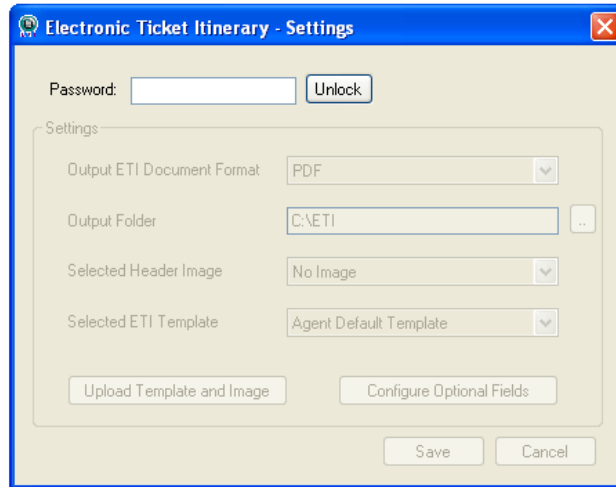 Electronic Ticket Itinerary - Settings
Password: Unlock
Settings
Output ETI Document Format PDF
Output Folder C:\ETI ..
Selected Header Image No Image
Selected ETI Template Agent Default Template
Upload Template and Image Configure Optional Fields
Save Cancel